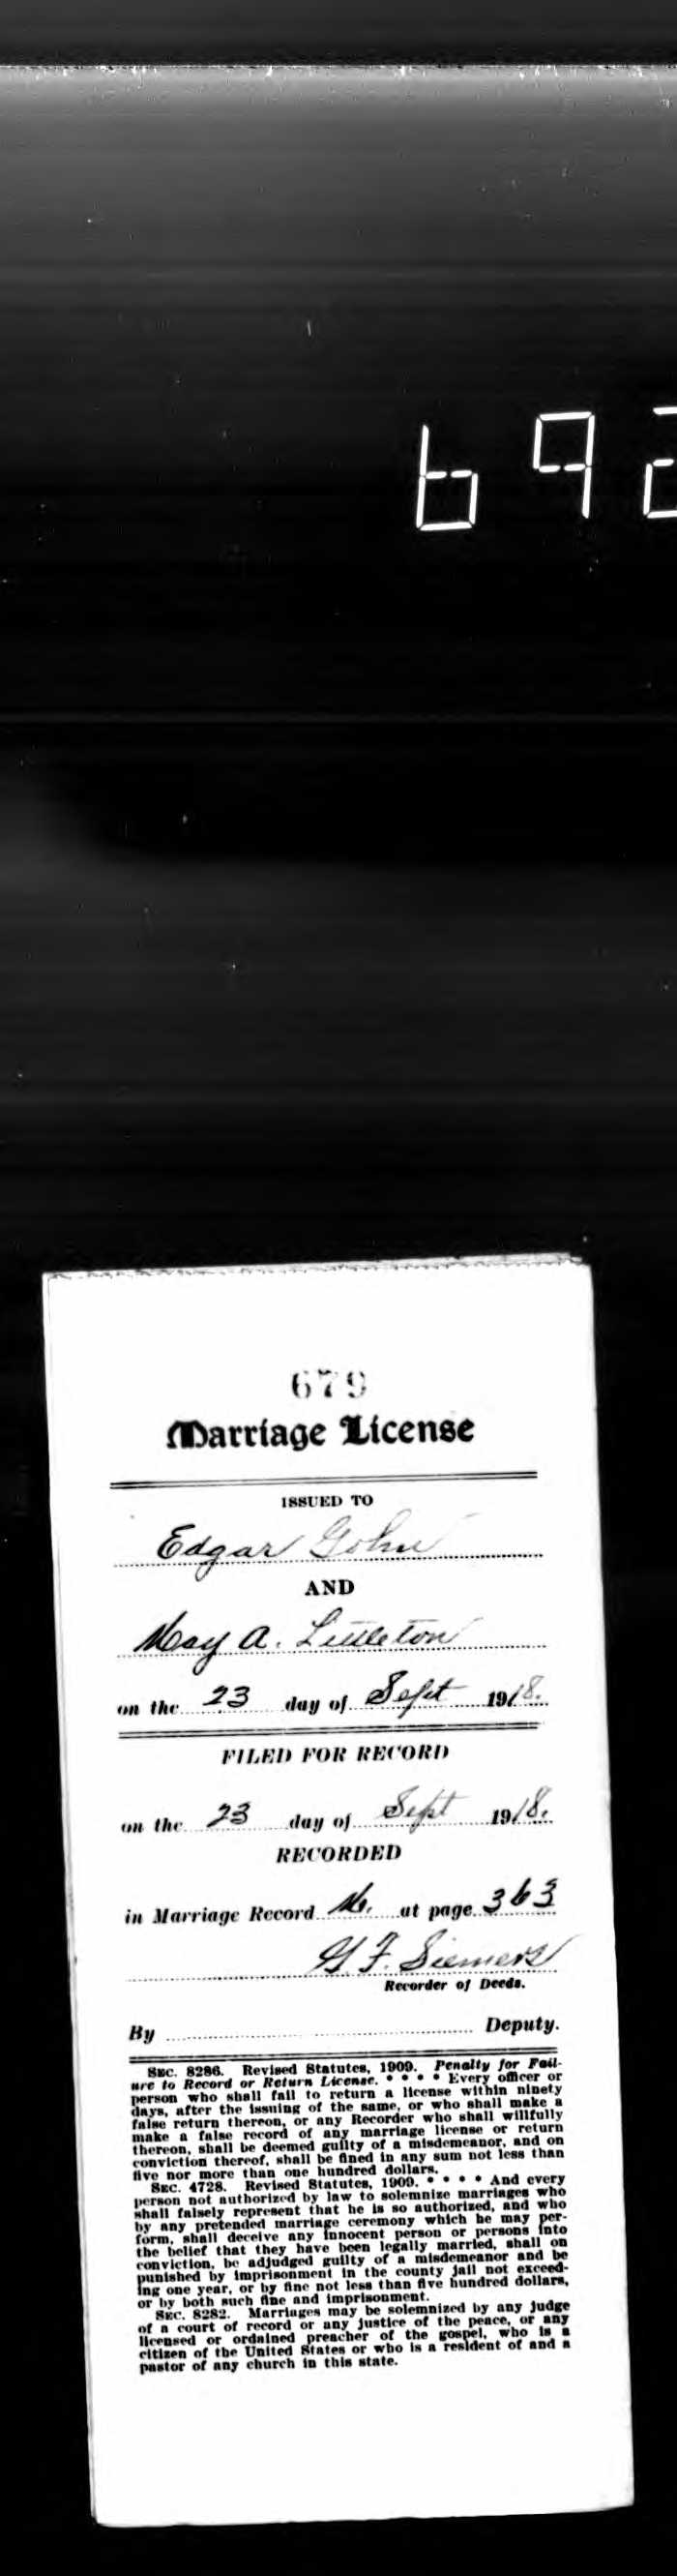 692
679
Marriage License
ISSUED TO
Edgar Gohn
AND
May A. Littleton
on the 23 day of Sept 1918.
FILED FOR RECORD
on the 23 day of Sept 1918.
RECORDED
in Marriage Record at page 363
Siemers
Recorder of Deeds.
By Deputy.
SEC. 8286. Revised Statutes, 1909. Penalty for Fail-
ure to Record or Return License. * * * * Every officer or
person who shall fail to return a license within ninety
days, after the issuing of the same, or who shall make a
false return thereon, or any Recorder who shall willfully
make a false record of any marriage license or return
thereon, shall be deemed guilty of a misdemeanor, and on
conviction thereof, shall be fined in any sum not less than
five nor more than one hundred dollars.
SEC. 4728. Revised Statutes, 1909. * * * * And every
person not authorized by law to solemnize marriages who
shall falsely represent that he is so authorized, and who
by any pretended marriage ceremony which he may per-
form, shall deceive any innocent person or persons into
the belief that they have been legally married, shall on
conviction, be adjudged guilty of a misdemeanor and be
punished by imprisonment in the county jail not exceed-
ing one year, or by fine not less than five hundred dollars,
or by both such fine and imprisonment.
SEC. 8282. Marriages may be solemnized by any judge
of a court of record or any justice of the peace, or any
licensed or ordained preacher of the gospel, who is a
citizen of the United States or who is a resident of and a
pastor of any church in this state.